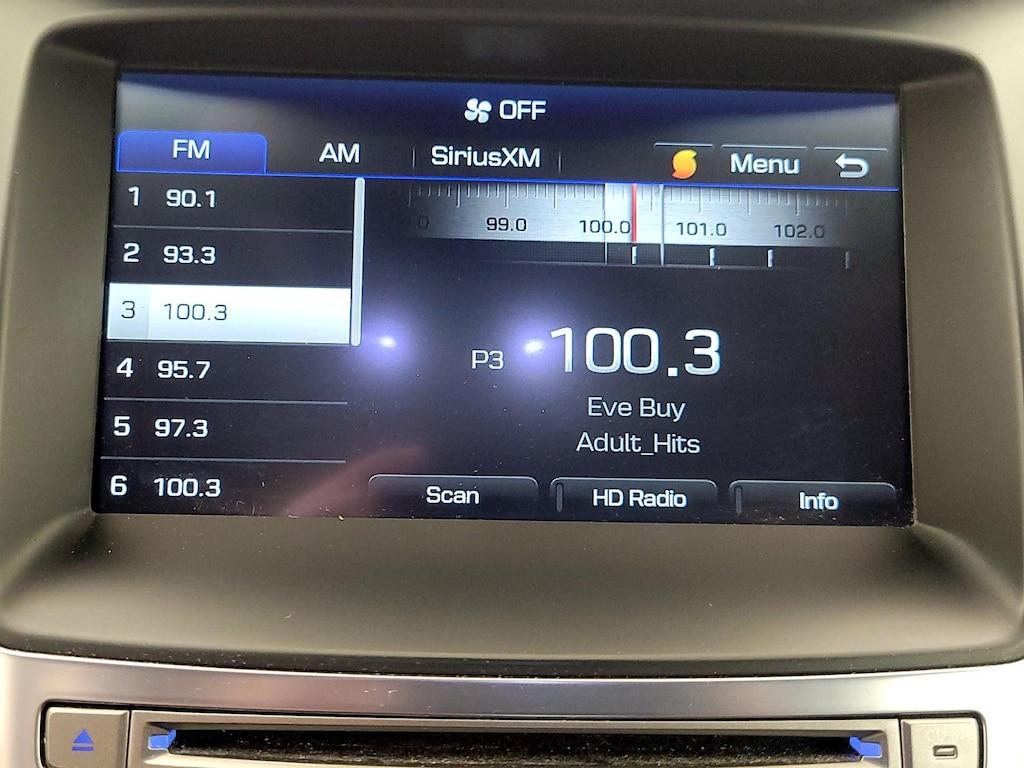 OFF
FM AM SiriusXM Menu
1 90.1
2 93.3
3 100.3
4 95.7
5 97.3
6 100.3
.0 99.0 100.0 101.0 102.0
P3 100.3
Eve Buy
Adult_Hits
Scan HD Radio Info